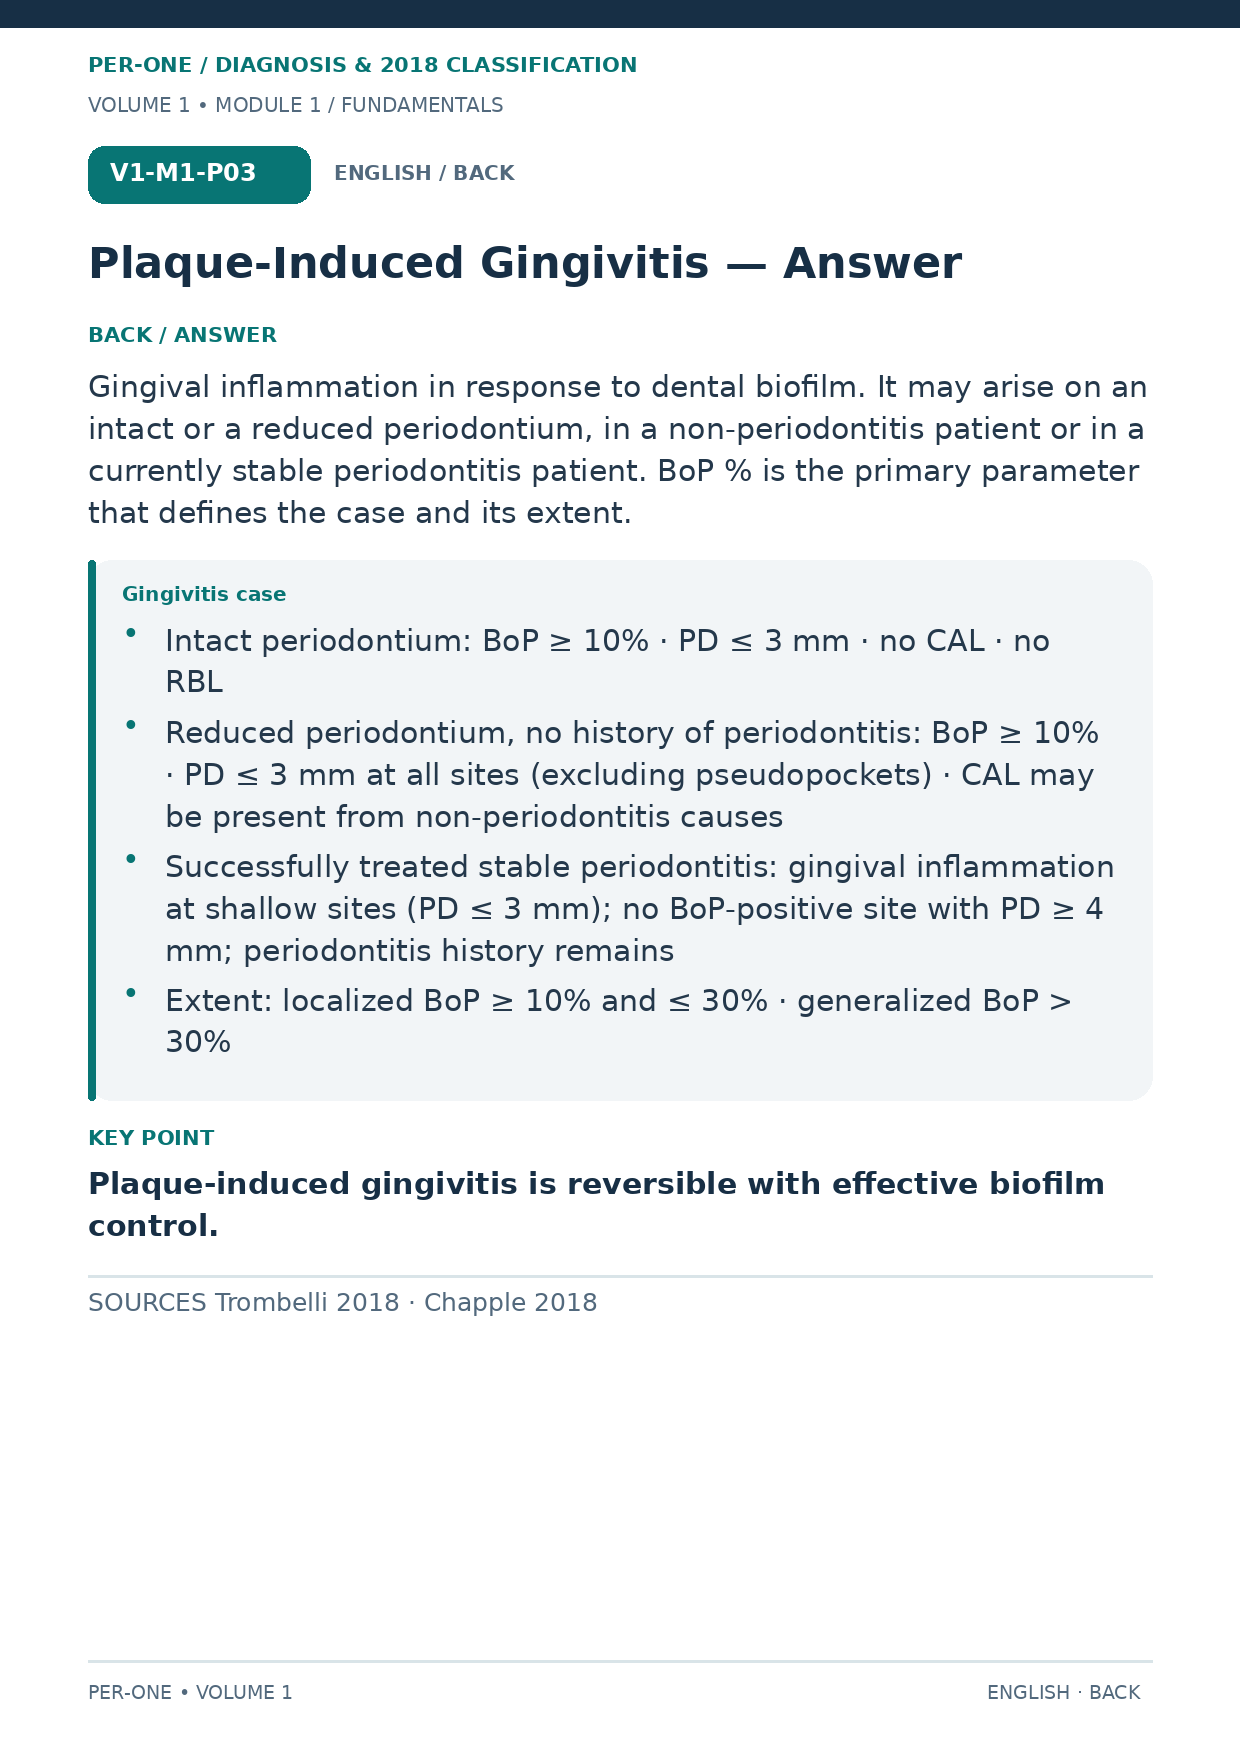 PER-ONE / DIAGNOSIS & 2018 CLASSIFICATION
VOLUME 1 • MODULE 1 / FUNDAMENTALS
V1-M1-P03
ENGLISH / BACK
Plaque-Induced Gingivitis — Answer
BACK / ANSWER
Gingival inflammation in response to dental biofilm. It may arise on an
intact or a reduced periodontium, in a non-periodontitis patient or in a
currently stable periodontitis patient. BoP % is the primary parameter
that defines the case and its extent.
Gingivitis case
• Intact periodontium: BoP ≥ 10% · PD ≤ 3 mm · no CAL · no
RBL
• Reduced periodontium, no history of periodontitis: BoP ≥ 10%
· PD ≤ 3 mm at all sites (excluding pseudopockets) · CAL may
be present from non-periodontitis causes
• Successfully treated stable periodontitis: gingival inflammation
at shallow sites (PD ≤ 3 mm); no BoP-positive site with PD ≥ 4
mm; periodontitis history remains
• Extent: localized BoP ≥ 10% and ≤ 30% · generalized BoP >
30%
KEY POINT
Plaque-induced gingivitis is reversible with effective biofilm
control.
SOURCES Trombelli 2018 · Chapple 2018
PER-ONE • VOLUME 1
ENGLISH · BACK